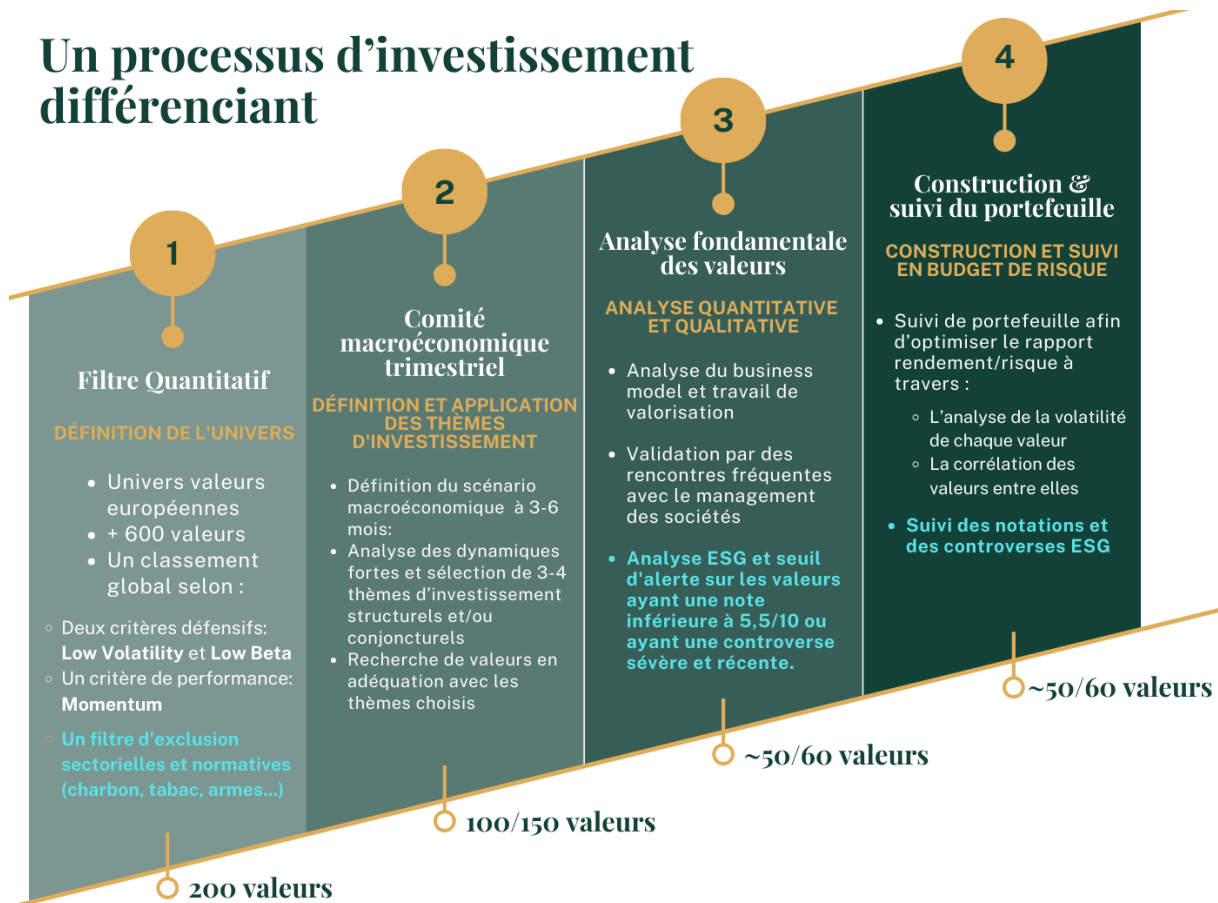 Un processus d'investissement
différenciant
1
Filtre Quantitatif
DÉFINITION DE L'UNIVERS
• Univers valeurs
européennes
• + 600 valeurs
• Un classement
global selon :
◦ Deux critères défensifs:
Low Volatility et Low Beta
◦ Un critère de performance:
Momentum
◦ Un filtre d'exclusion
sectorielles et normatives
(charbon, tabac, armes...)
200 valeurs
2
Comité
macroéconomique
trimestriel
DÉFINITION ET APPLICATION
DES THÈMES
D'INVESTISSEMENT
• Définition du scénario
macroéconomique à 3-6
mois:
• Analyse des dynamiques
fortes et sélection de 3-4
thèmes d'investissement
structurels et/ou
conjoncturels
• Recherche de valeurs en
adéquation avec les
thèmes choisis
100/150 valeurs
3
Analyse fondamentale
des valeurs
ANALYSE QUANTITATIVE
ET QUALITATIVE
• Analyse du business
model et travail de
valorisation
• Validation par des
rencontres fréquentes
avec le management
des sociétés
• Analyse ESG et seuil
d'alerte sur les valeurs
ayant une note
inférieure à 5,5/10 ou
ayant une controverse
sévère et récente.
~50/60 valeurs
4
Construction &
suivi du portefeuille
CONSTRUCTION ET SUIVI
EN BUDGET DE RISQUE
• Suivi de portefeuille afin
d'optimiser le rapport
rendement/risque à
travers :
◦ L'analyse de la volatilité
de chaque valeur
◦ La corrélation des
valeurs entre elles
• Suivi des notations et
des controverses ESG
~50/60 valeurs